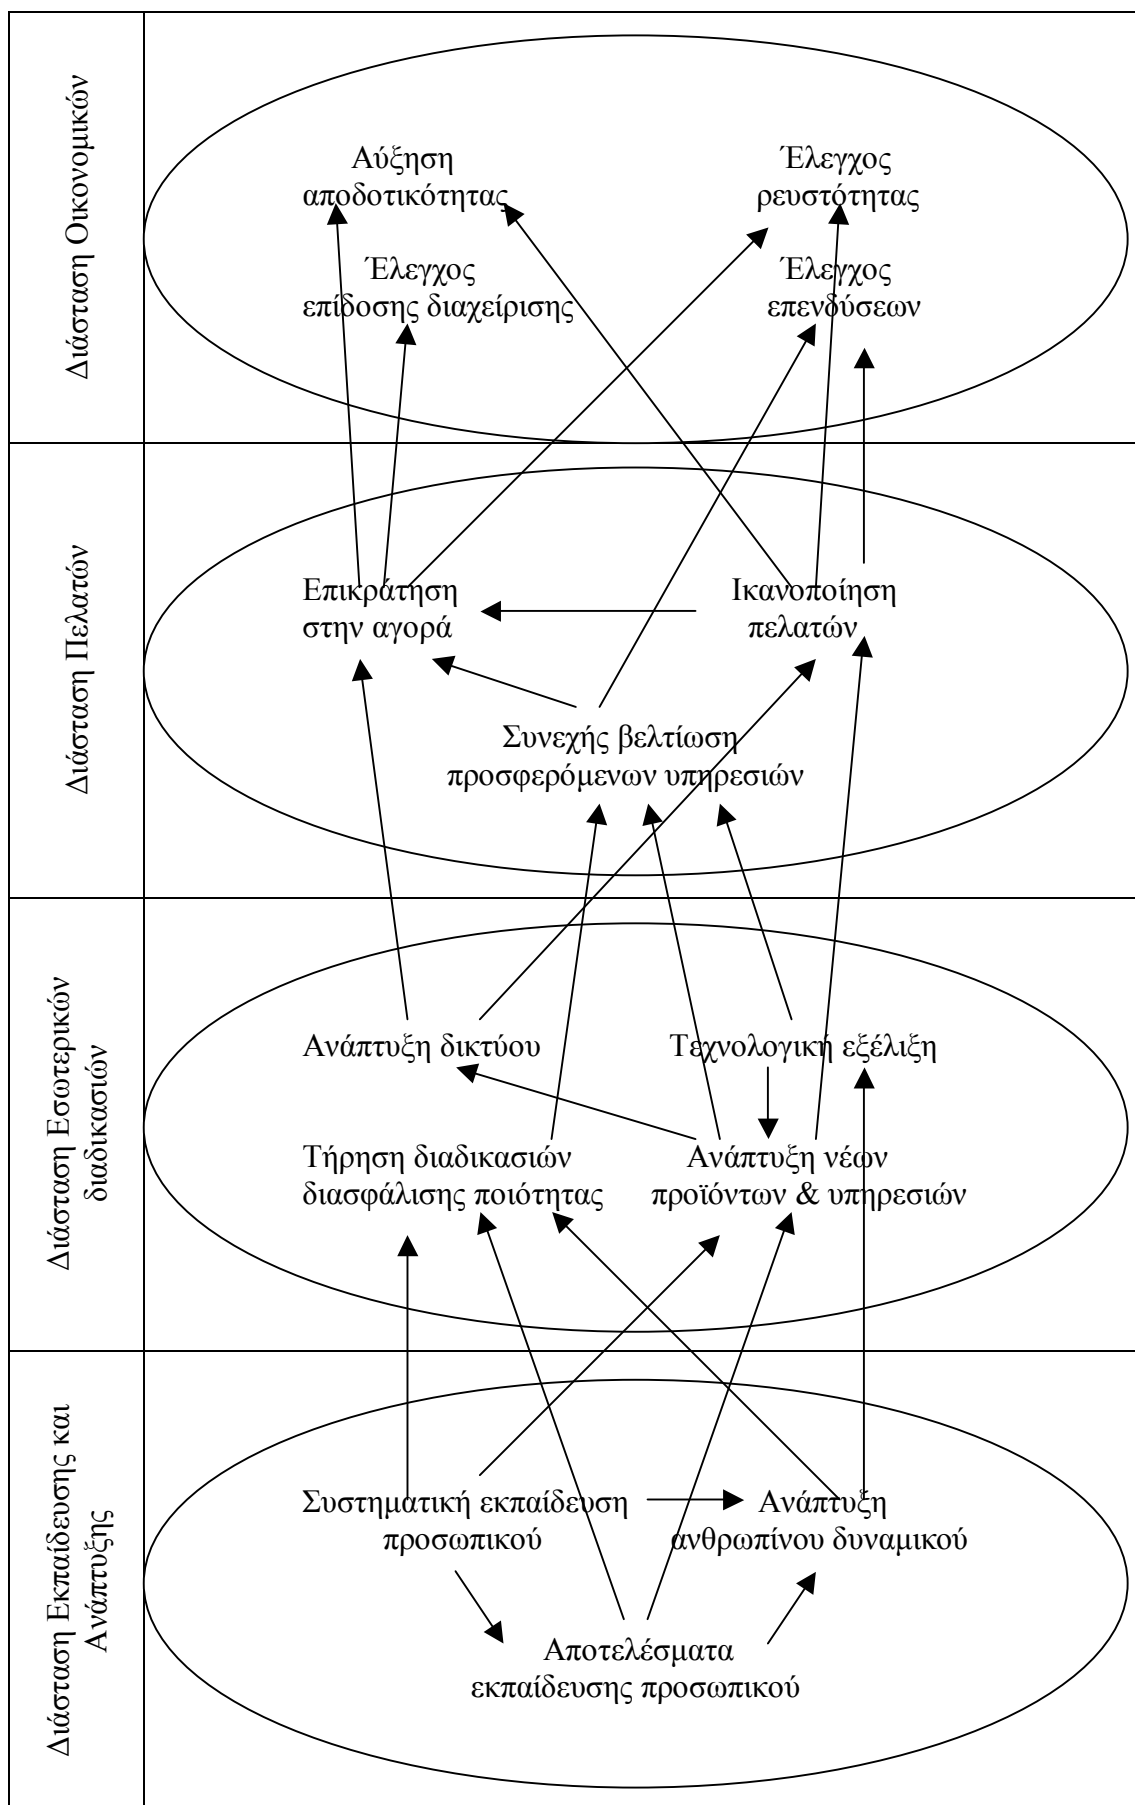 Διάσταση Οικονομικών
Αύξηση
αποδοτικότητας
Έλεγχος
ρευστότητας
Έλεγχος
επίδοσης διαχείρισης
Έλεγχος
επενδύσεων
Διάσταση Πελατών
Επικράτηση
στην αγορά
Ικανοποίηση
πελατών
Συνεχής βελτίωση
προσφερόμενων υπηρεσιών
Διάσταση Εσωτερικών
διαδικασιών
Ανάπτυξη δικτύου
Τεχνολογική εξέλιξη
Τήρηση διαδικασιών
διασφάλισης ποιότητας
Ανάπτυξη νέων
προϊόντων & υπηρεσιών
Διάσταση Εκπαίδευσης και
Ανάπτυξης
Συστηματική εκπαίδευση
προσωπικού
Ανάπτυξη
ανθρωπίνου δυναμικού
Αποτελέσματα
εκπαίδευσης προσωπικού